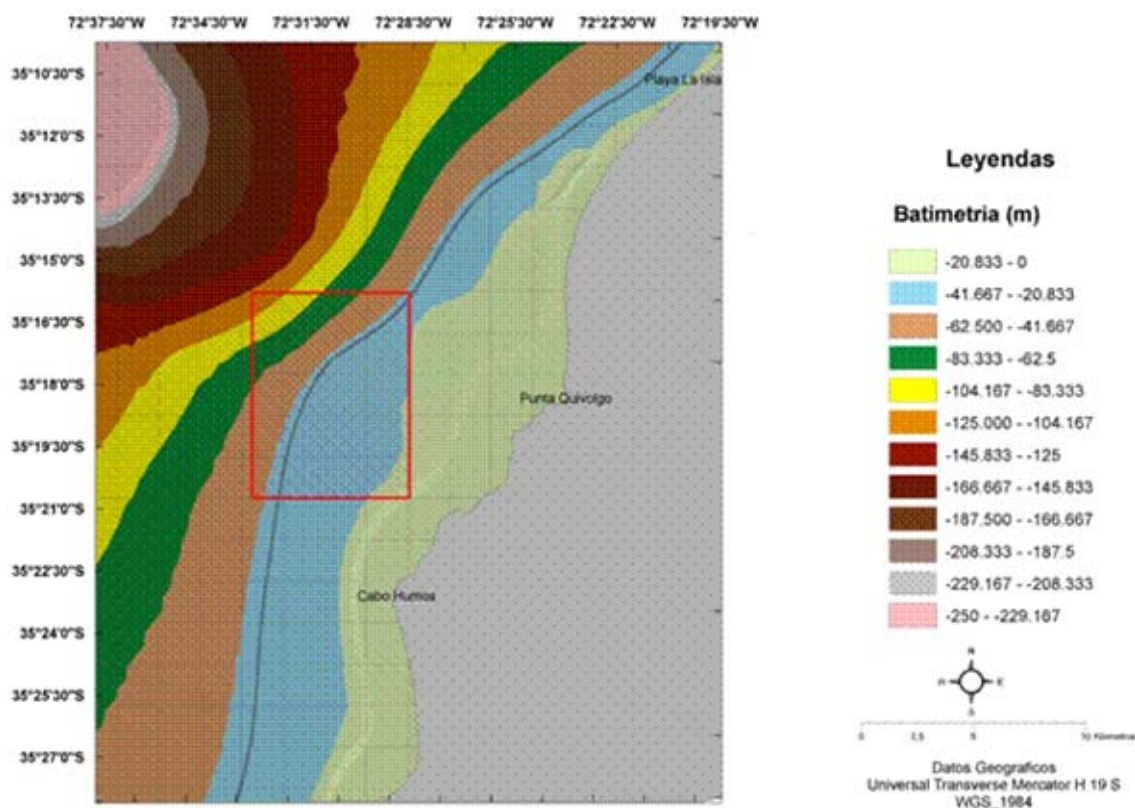 72°37'30"W 72°34'30"W 72°31'30"W 72°28'30"W 72°25'30"W 72°22'30"W 72°19'30"W
35°10'30"S
35°12'0"S
35°13'30"S
35°15'0"S
35°16'30"S
35°18'0"S
35°19'30"S
35°21'0"S
35°22'30"S
35°24'0"S
35°25'30"S
35°27'0"S
Playa La Isla
Punta Quivolgo
Cabo Humos
Leyendas
Batimetria (m)
-20.833 - 0
-41.667 - -20.833
-62.500 - -41.667
-83.333 - -62.5
-104.167 - -83.333
-125.000 - -104.167
-145.833 - -125
-166.667 - -145.833
-187.500 - -166.667
-208.333 - -187.5
-229.167 - -208.333
-250 - -229.167
N
E
S
0 2,5 5 10 Kilometros
Datos Geograficos
Universal Transverse Mercator H 19 S
WGS_1984